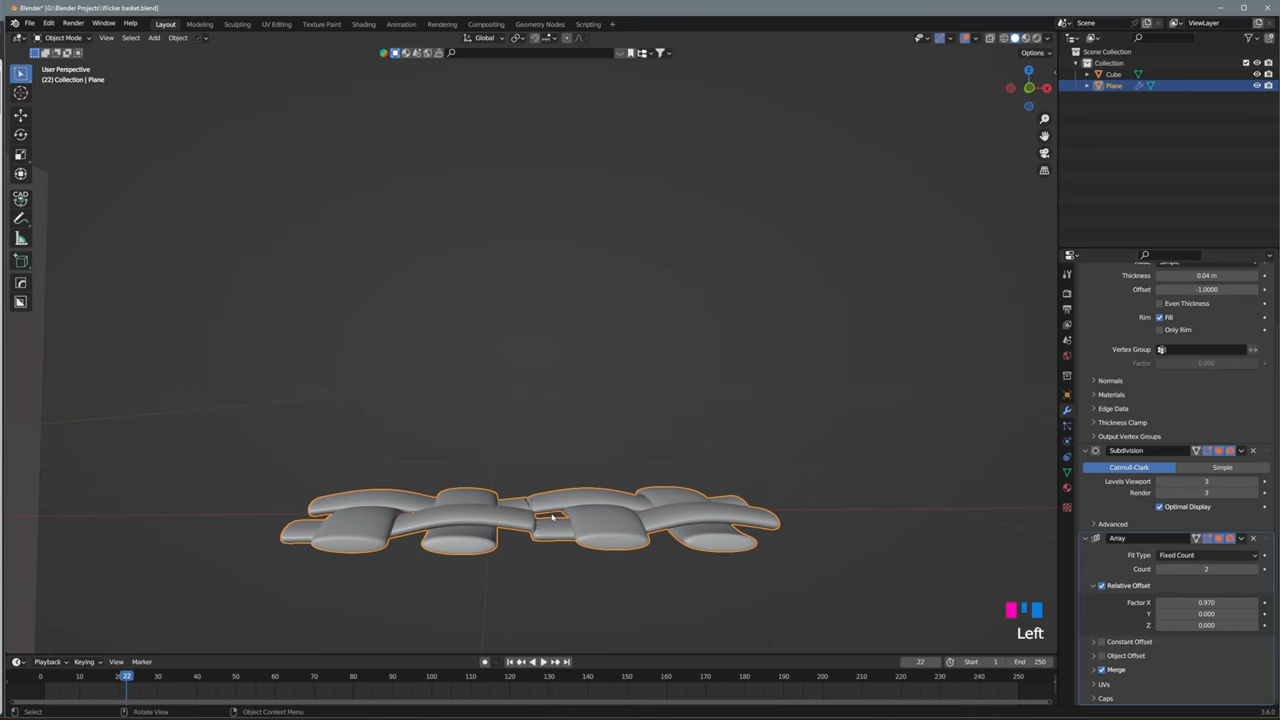 Blender* [G:\Blender Projects\Wicker basket.blend]
File Edit Render Window Help Layout Modeling Sculpting UV Editing Texture Paint Shading Animation Rendering Compositing Geometry Nodes Scripting + Scene ViewLayer
Object Mode View Select Add Object Global
Options
User Perspective
(22) Collection | Plane
Z
X
CAD
Scene Collection
Collection
Cube
Plane
Thickness 0.04 m
Offset -1.0000
Even Thickness
Rim Fill
Only Rim
Vertex Group
Factor 0.000
Normals
Materials
Edge Data
Thickness Clamp
Output Vertex Groups
Subdivision
Catmull-Clark Simple
Levels Viewport 3
Render 3
Optimal Display
Advanced
Array
Fit Type Fixed Count
Count 2
Relative Offset
Factor X 0.970
Y 0.000
Z 0.000
Constant Offset
Object Offset
Merge
UVs
Caps
Left
Playback Keying View Marker 22 Start 1 End 250
0 10 22 30 40 50 60 70 80 90 100 110 120 130 140 150 160 170 180 190 200 210 220 230 240 250
Select Rotate View Object Context Menu 3.6.0